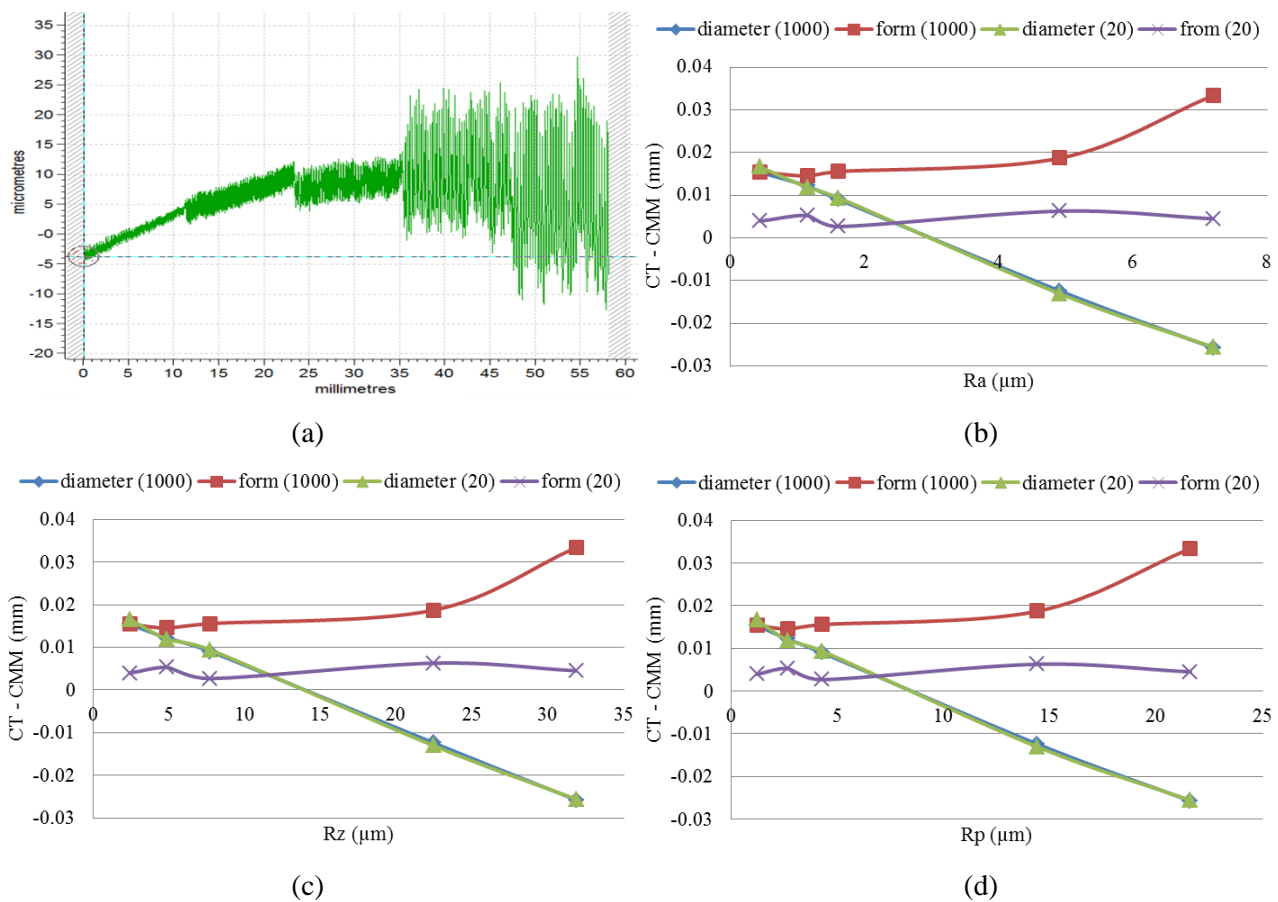 35
30
25
20
15
10
5
-0
-5
-10
-15
-20
micrometres
0 5 10 15 20 25 30 35 40 45 50 55 60
millimetres
(a)
diameter (1000) form (1000) diameter (20) from (20)
0.04
0.03
0.02
0.01
0
-0.01
-0.02
-0.03
CT - CMM (mm)
0 2 4 6 8
Ra (µm)
(b)
diameter (1000) form (1000) diameter (20) form (20)
0.04
0.03
0.02
0.01
0
-0.01
-0.02
-0.03
CT - CMM (mm)
0 5 10 15 20 25 30 35
Rz (µm)
(c)
diameter (1000) form (1000) diameter (20) form (20)
0.04
0.03
0.02
0.01
0
-0.01
-0.02
-0.03
CT - CMM (mm)
0 5 10 15 20 25
Rp (µm)
(d)